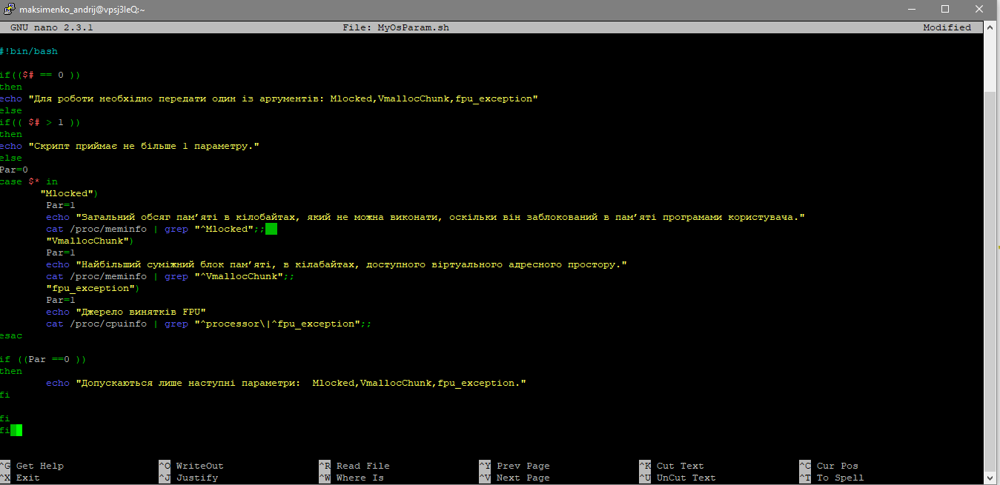 maksimenko_andrij@vpsj3leQ:~
GNU nano 2.3.1 File: MyOsParam.sh Modified
#!bin/bash
if(($# == 0 ))
then
echo "Для роботи необхідно передати один із аргументів: Mlocked,VmallocChunk,fpu_exception"
else
if(( $# > 1 ))
then
echo "Скрипт приймає не більше 1 параметру."
else
Par=0
case $* in
"Mlocked")
Par=1
echo "Загальний обсяг пам’яті в кілобайтах, який не можна виконати, оскільки він заблокований в пам’яті програмами користувача."
cat /proc/meminfo | grep "^Mlocked";;
"VmallocChunk")
Par=1
echo "Найбільший суміжний блок пам’яті, в кілабайтах, доступного віртуального адресного простору."
cat /proc/meminfo | grep "^VmallocChunk";;
"fpu_exception")
Par=1
echo "Джерело винятків FPU"
cat /proc/cpuinfo | grep "^processor\|^fpu_exception";;
esac
if ((Par ==0 ))
then
echo "Допускаються лише наступні параметри:  Mlocked,VmallocChunk,fpu_exception."
fi
fi
fi
^G Get Help ^O WriteOut ^R Read File ^Y Prev Page ^K Cut Text ^C Cur Pos
^X Exit ^J Justify ^W Where Is ^V Next Page ^U UnCut Text ^T To Spell